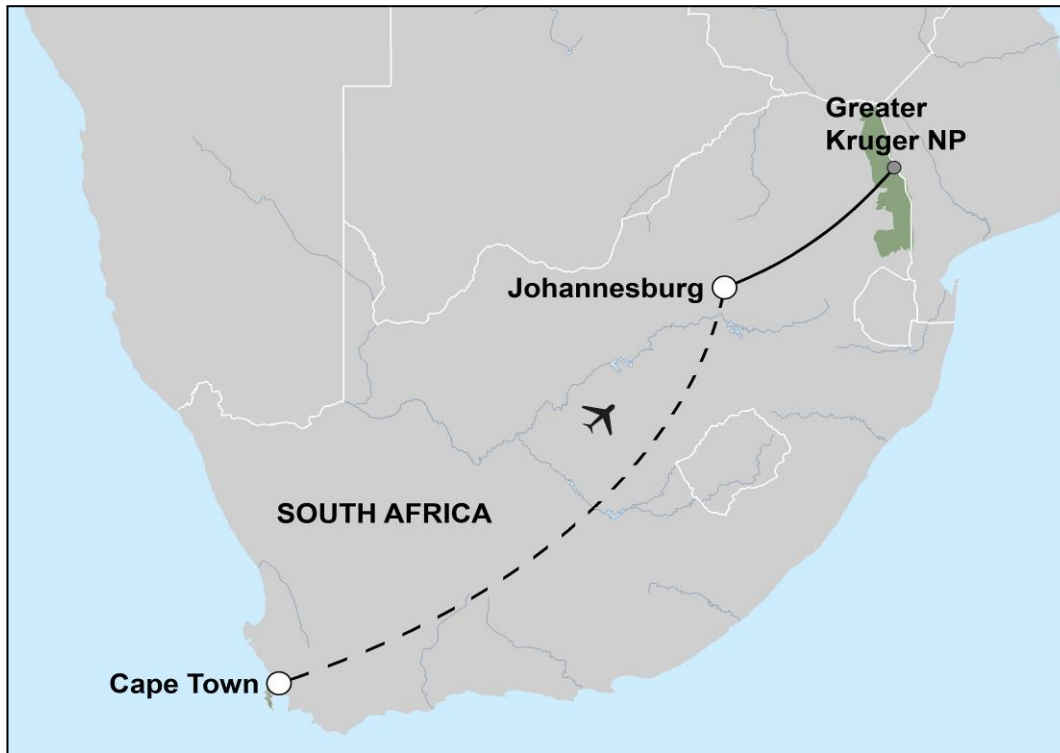 Greater
Kruger NP
Johannesburg
SOUTH AFRICA
Cape Town